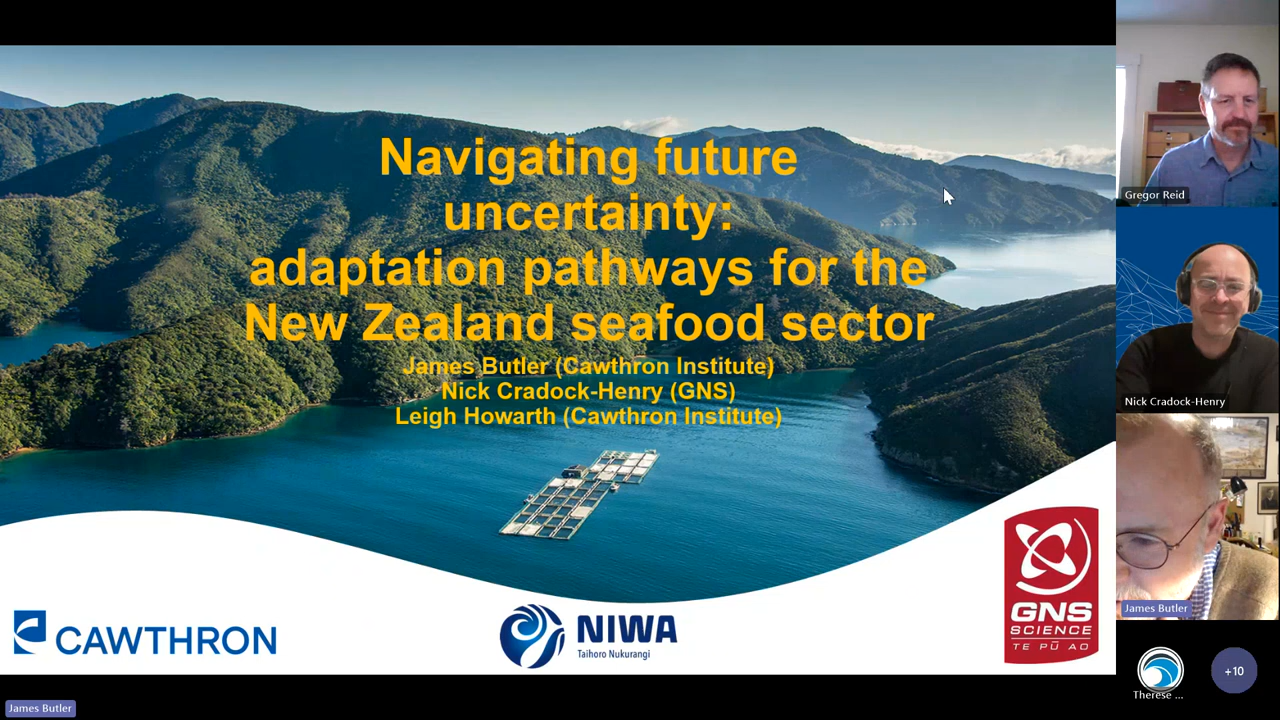 Navigating future
uncertainty:
adaptation pathways for the
New Zealand seafood sector
James Butler (Cawthron Institute)
Nick Cradock-Henry (GNS)
Leigh Howarth (Cawthron Institute)
CAWTHRON
NIWA
Taihoro Nukurangi
GNS
SCIENCE
TE PŪ AO
James Butler
Gregor Reid
Nick Cradock-Henry
James Butler
Therese ...
+10